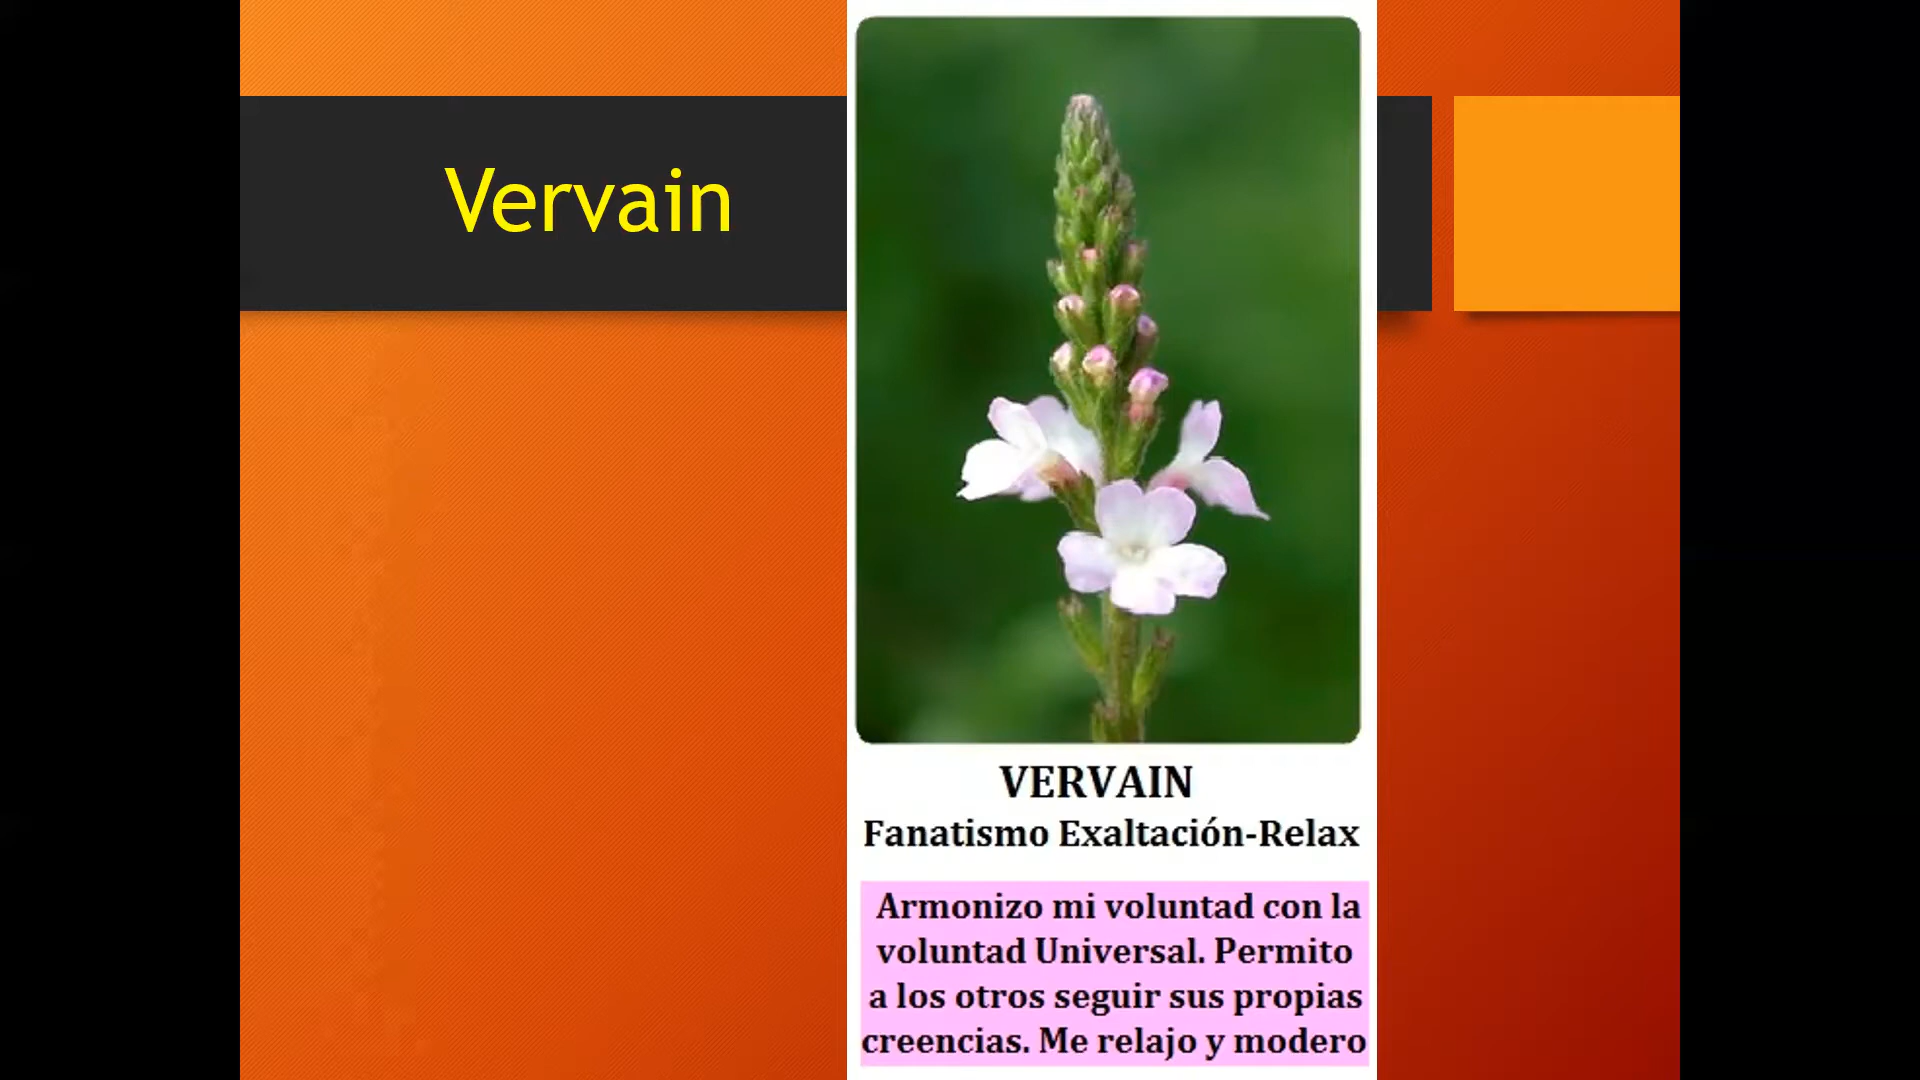 Vervain
VERVAIN
Fanatismo Exaltación-Relax
Armonizo mi voluntad con la
voluntad Universal. Permito
a los otros seguir sus propias
creencias. Me relajo y modero